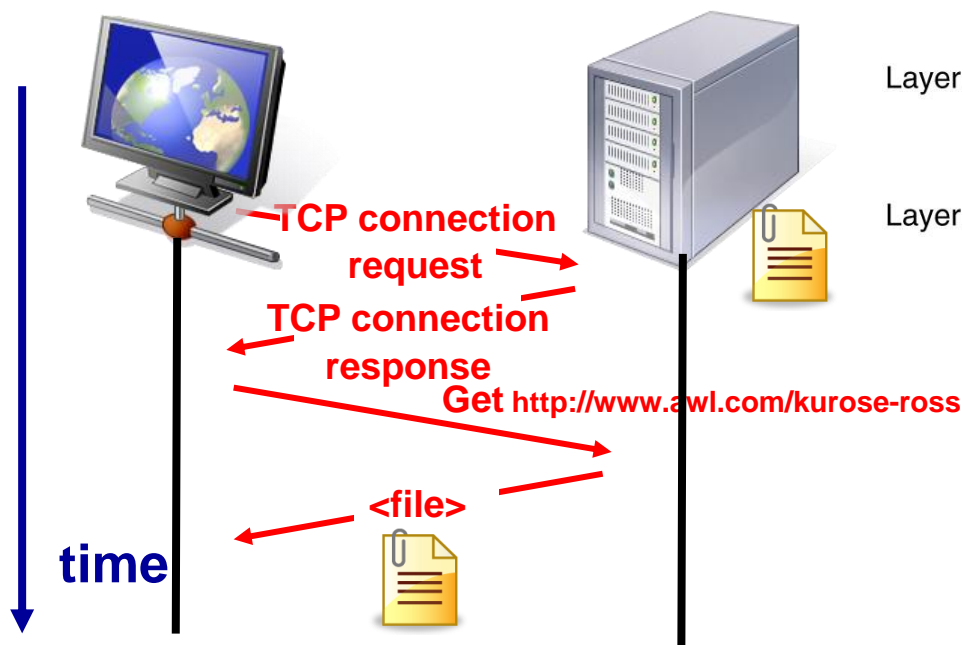 Layer
Layer
TCP connection
request
TCP connection
response
Get http://www.awl.com/kurose-ross
<file>
time